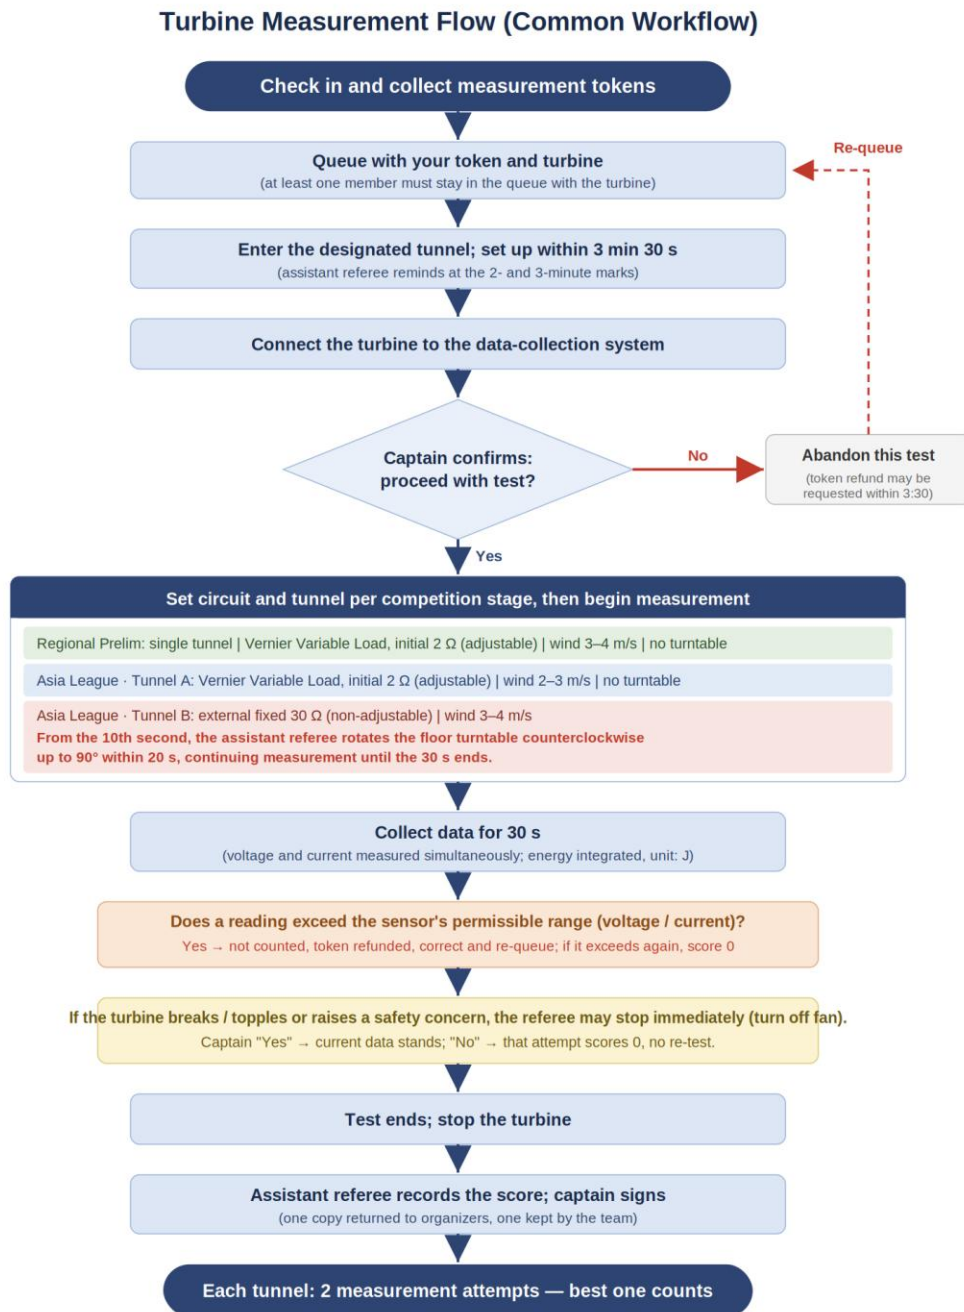 Turbine Measurement Flow (Common Workflow)
Check in and collect measurement tokens
Re-queue
Queue with your token and turbine
(at least one member must stay in the queue with the turbine)
Enter the designated tunnel; set up within 3 min 30 s
(assistant referee reminds at the 2- and 3-minute marks)
Connect the turbine to the data-collection system
Captain confirms:
proceed with test?
No
Abandon this test
(token refund may be
requested within 3:30)
Yes
Set circuit and tunnel per competition stage, then begin measurement
Regional Prelim: single tunnel | Vernier Variable Load, initial 2 Ω (adjustable) | wind 3–4 m/s | no turntable
Asia League · Tunnel A: Vernier Variable Load, initial 2 Ω (adjustable) | wind 2–3 m/s | no turntable
Asia League · Tunnel B: external fixed 30 Ω (non-adjustable) | wind 3–4 m/s
From the 10th second, the assistant referee rotates the floor turntable counterclockwise
up to 90° within 20 s, continuing measurement until the 30 s ends.
Collect data for 30 s
(voltage and current measured simultaneously; energy integrated, unit: J)
Does a reading exceed the sensor's permissible range (voltage / current)?
Yes → not counted, token refunded, correct and re-queue; if it exceeds again, score 0
If the turbine breaks / topples or raises a safety concern, the referee may stop immediately (turn off fan).
Captain "Yes" → current data stands; "No" → that attempt scores 0, no re-test.
Test ends; stop the turbine
Assistant referee records the score; captain signs
(one copy returned to organizers, one kept by the team)
Each tunnel: 2 measurement attempts — best one counts